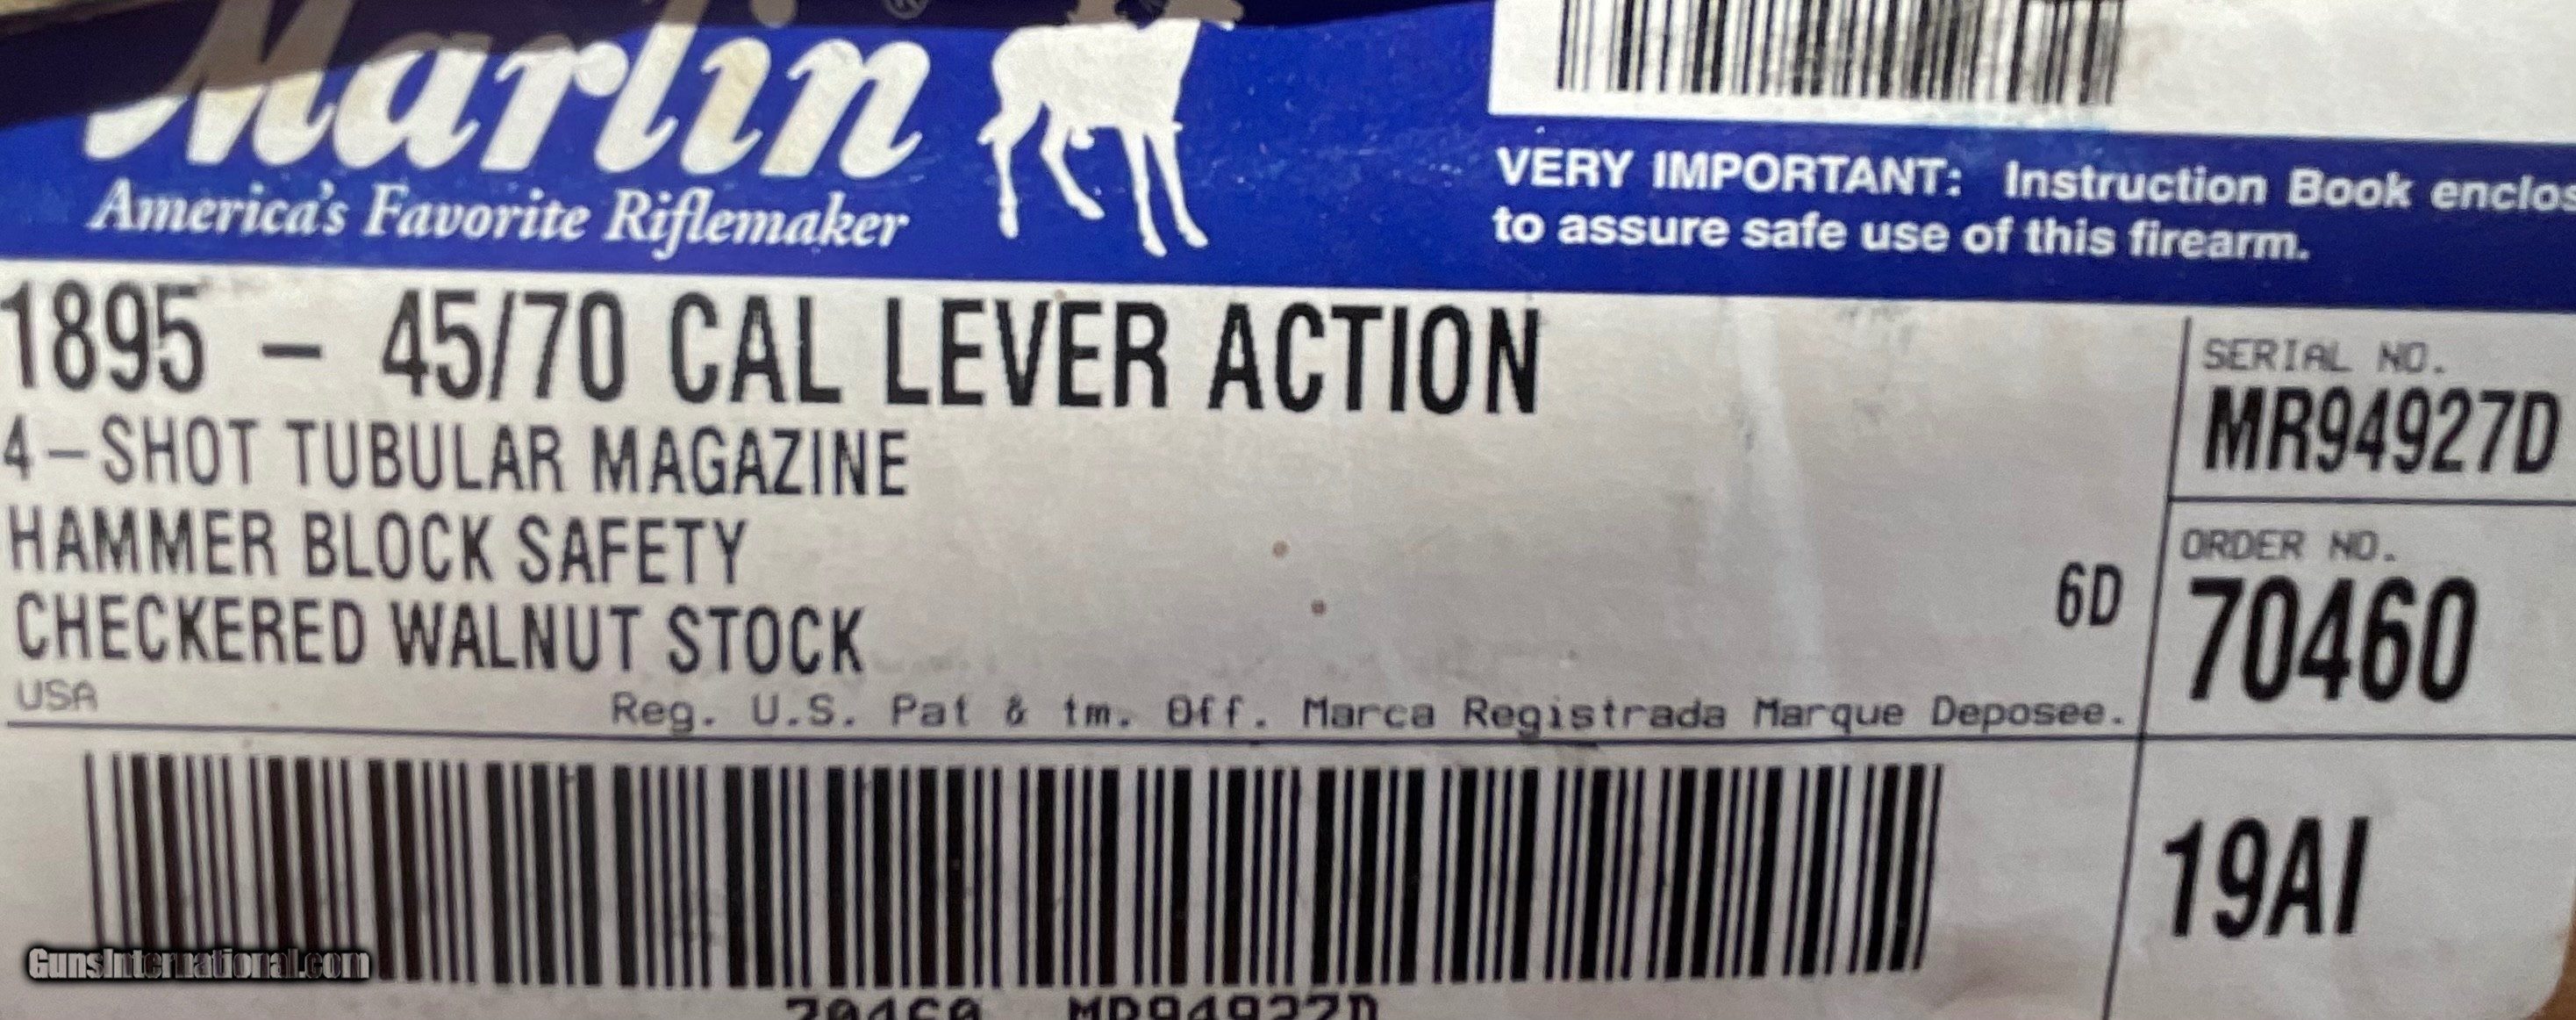 Marlin
America's Favorite Riflemaker
VERY IMPORTANT: Instruction Book
to assure safe use of this firearm.
1895 – 45/70 CAL LEVER ACTION
4–SHOT TUBULAR MAGAZINE
HAMMER BLOCK SAFETY
CHECKERED WALNUT STOCK
6D
USA
Reg. U.S. Pat & tm. Off. Marca Registrada Marque Deposee.
SERIAL NO.
MR94927D
ORDER NO.
70460
19AI
70460 MR94927D
GunsInternational.com